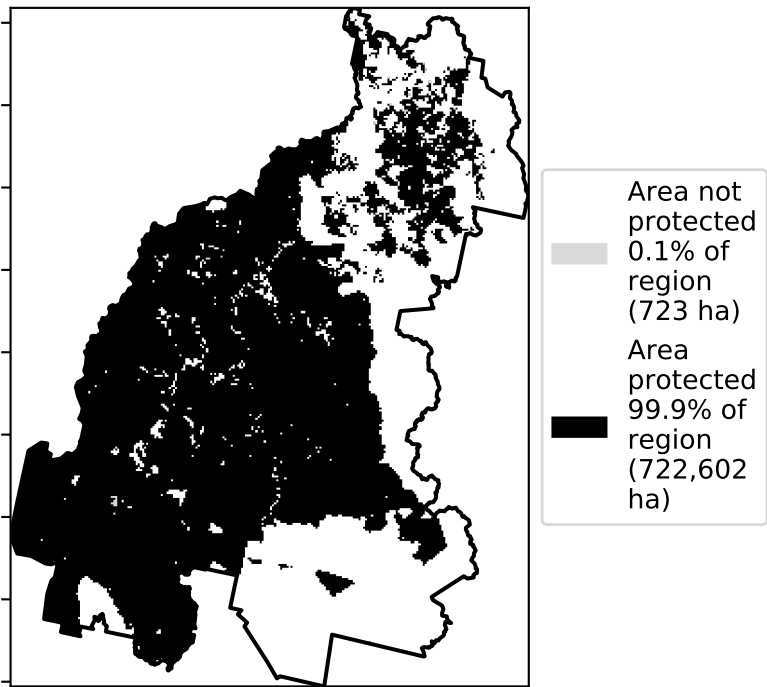 Area not
protected
0.1% of
region
(723 ha)
Area
protected
99.9% of
region
(722,602
ha)